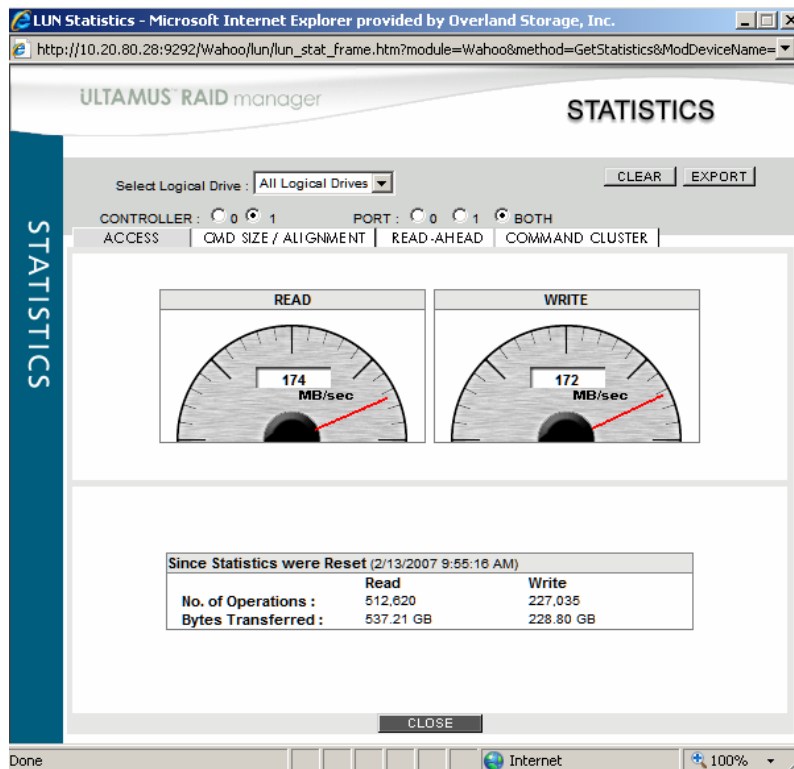 LUN Statistics - Microsoft Internet Explorer provided by Overland Storage, Inc.
http://10.20.80.28:9292/Wahoo/lun/lun_stat_frame.htm?module=Wahoo&method=GetStatistics&ModDeviceName=
ULTAMUS™ RAID manager
STATISTICS
Select Logical Drive : All Logical Drives CLEAR EXPORT
CONTROLLER : 0 1 PORT : 0 1 BOTH
ACCESS CMD SIZE / ALIGNMENT READ-AHEAD COMMAND CLUSTER
STATISTICS
READ WRITE
174 172
MB/sec MB/sec
Since Statistics were Reset (2/13/2007 9:55:16 AM)
Read Write
No. of Operations : 512,620 227,035
Bytes Transferred : 537.21 GB 228.80 GB
CLOSE
Done Internet 100%